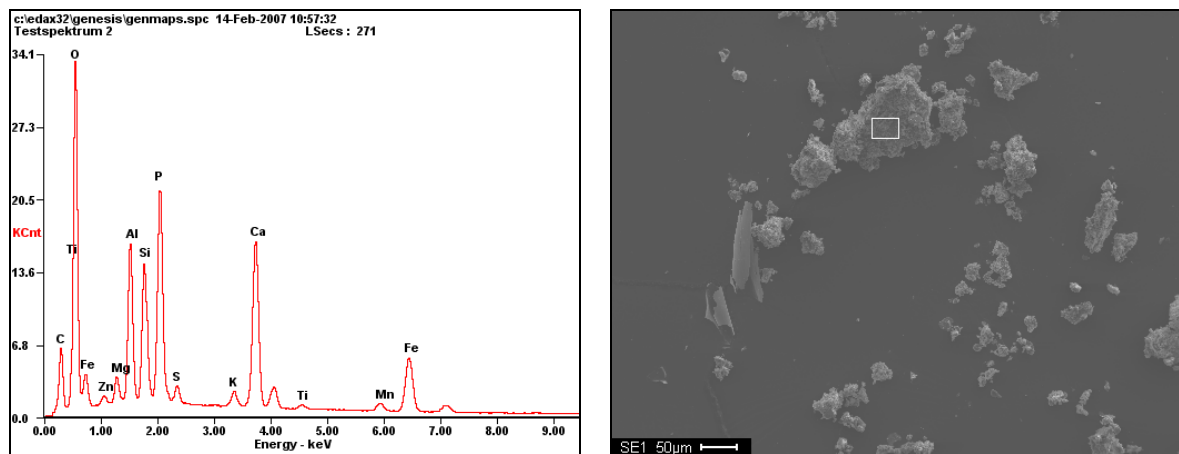 c:\edax32\genesis\genmaps.spc 14-Feb-2007 10:57:32
Testspektrum 2 LSecs : 271
34.1
27.3
20.5
KCnt
13.6
6.8
0.0
O
P
Ti
Al
Si
Ca
C
Fe
Zn
Mg
S
K
Ti
Mn
Fe
0.00 1.00 2.00 3.00 4.00 5.00 6.00 7.00 8.00 9.00
Energy - keV
SE1 50µm